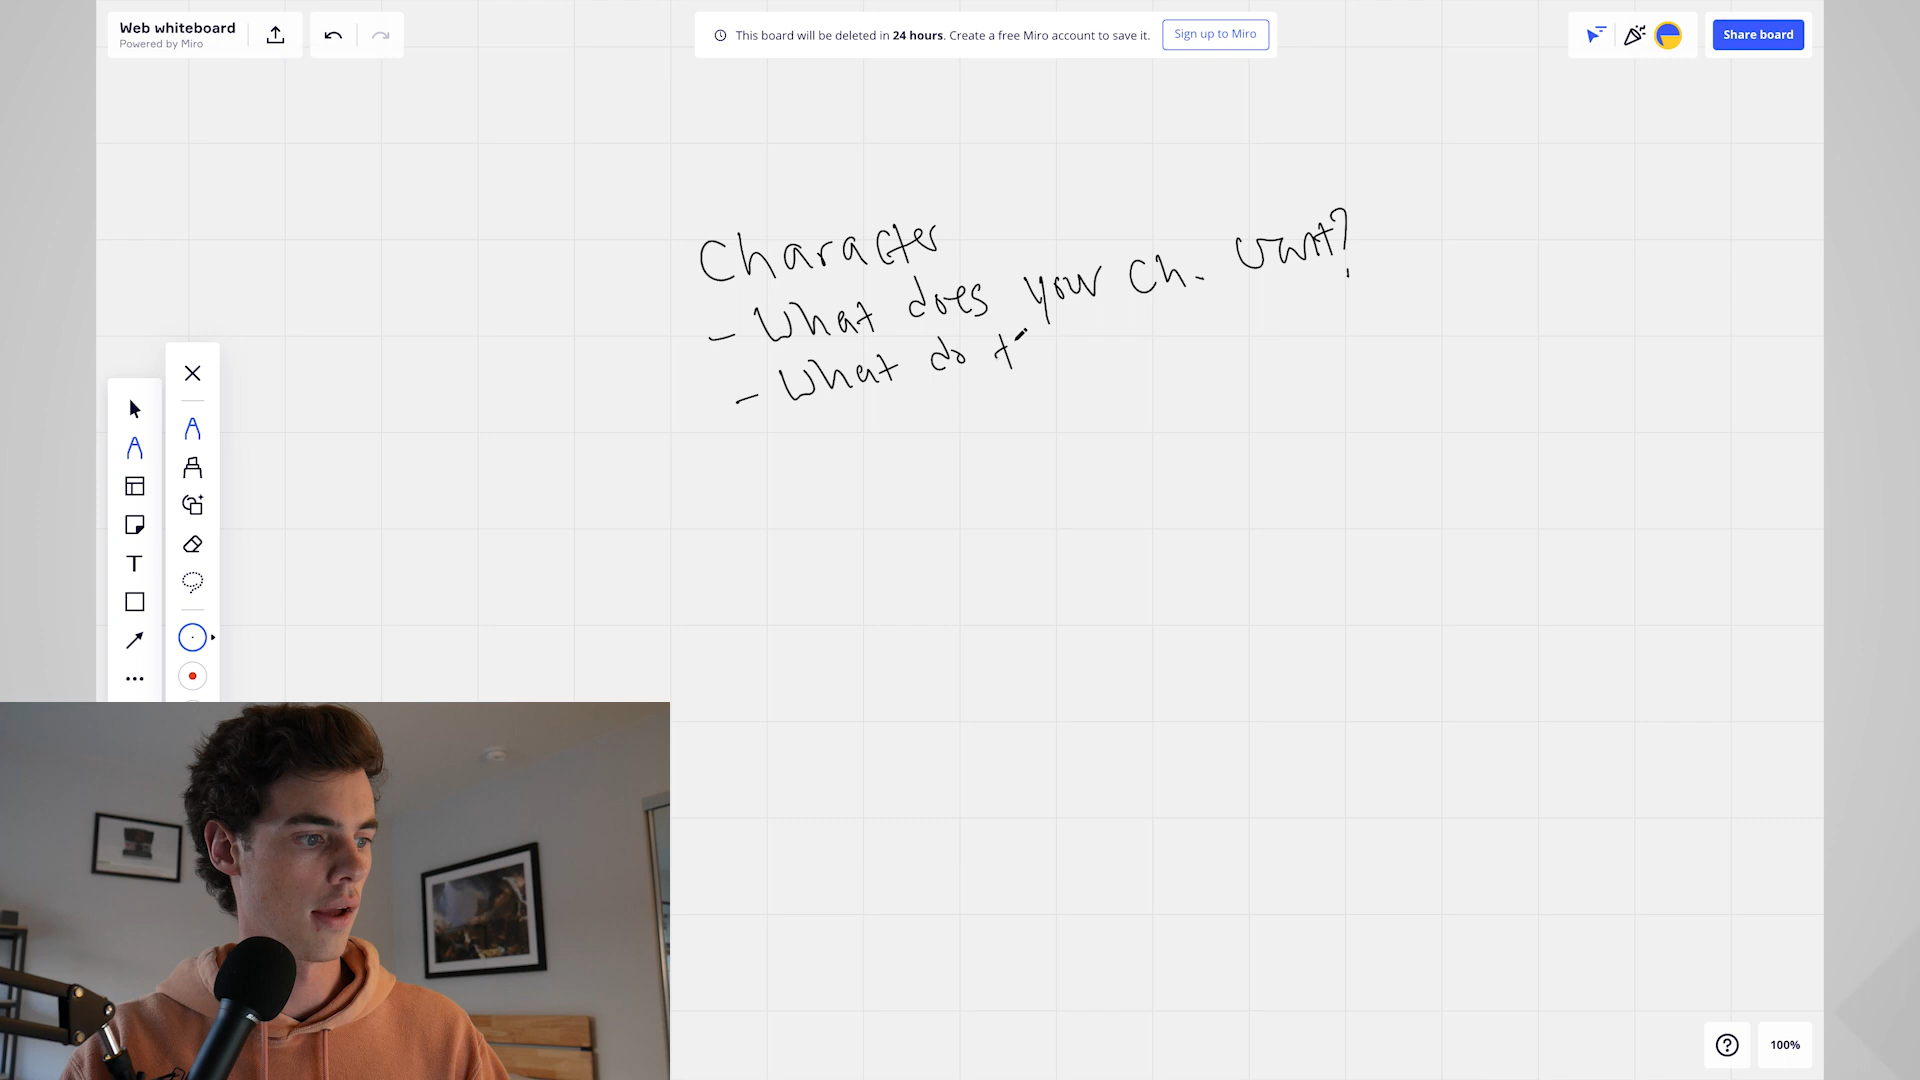 Web whiteboard
Powered by Miro
This board will be deleted in 24 hours. Create a free Miro account to save it.
Sign up to Miro
Share board
Character
- What does your Ch. want?
- What do t
T
100%